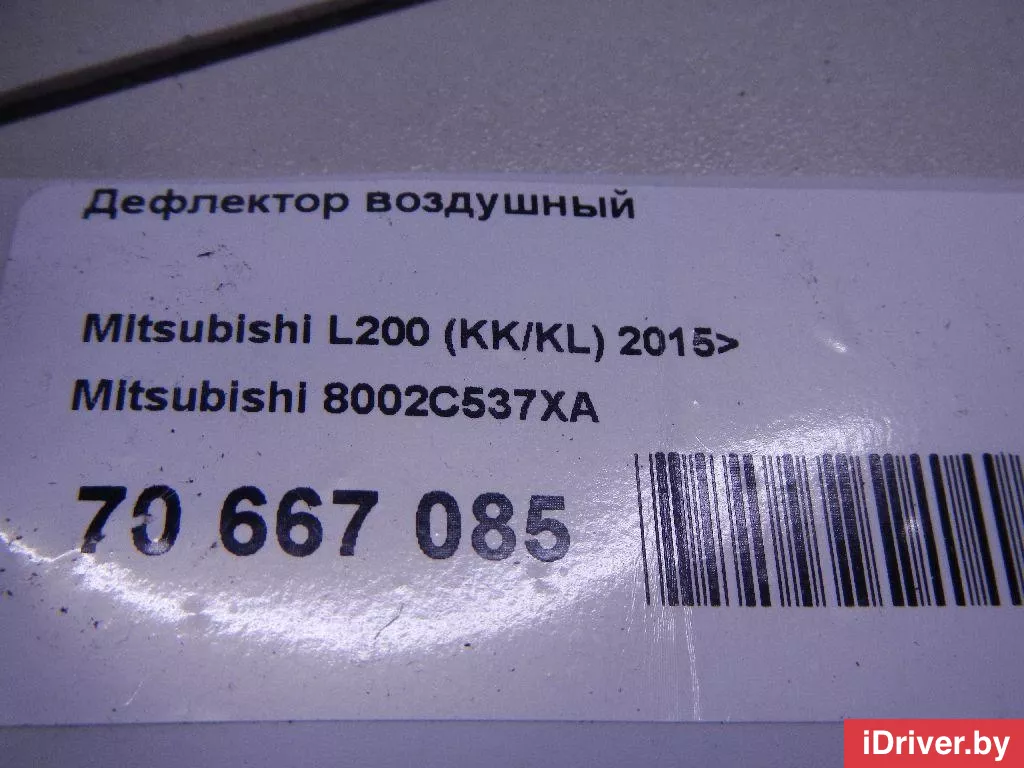 Дефлектор воздушный
Mitsubishi L200 (KK/KL) 2015>
Mitsubishi 8002C537XA
70 667 085
iDriver.by